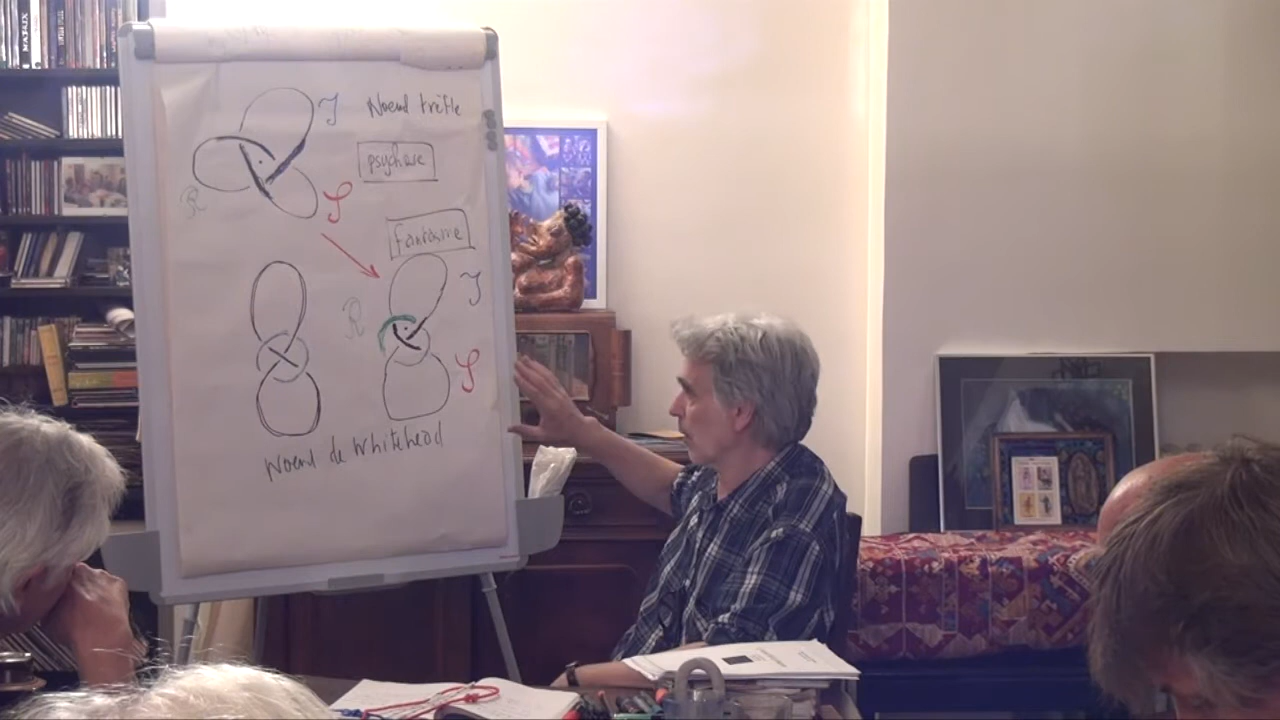 J Noeud trèfle
psychose
R S
fantasme
R J
S
Noeud de Whitehead